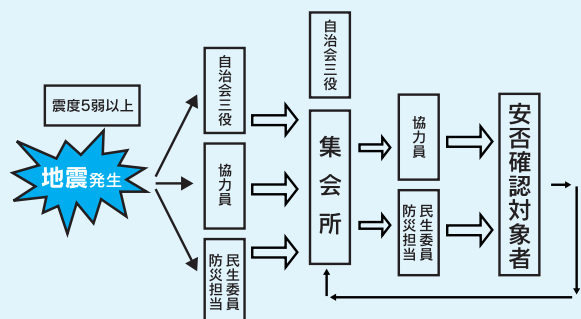 震度5弱以上
地震発生
自治会三役
協力員
民生委員
防災担当
自治会三役
集会所
協力員
民生委員
防災担当
安否確認対象者